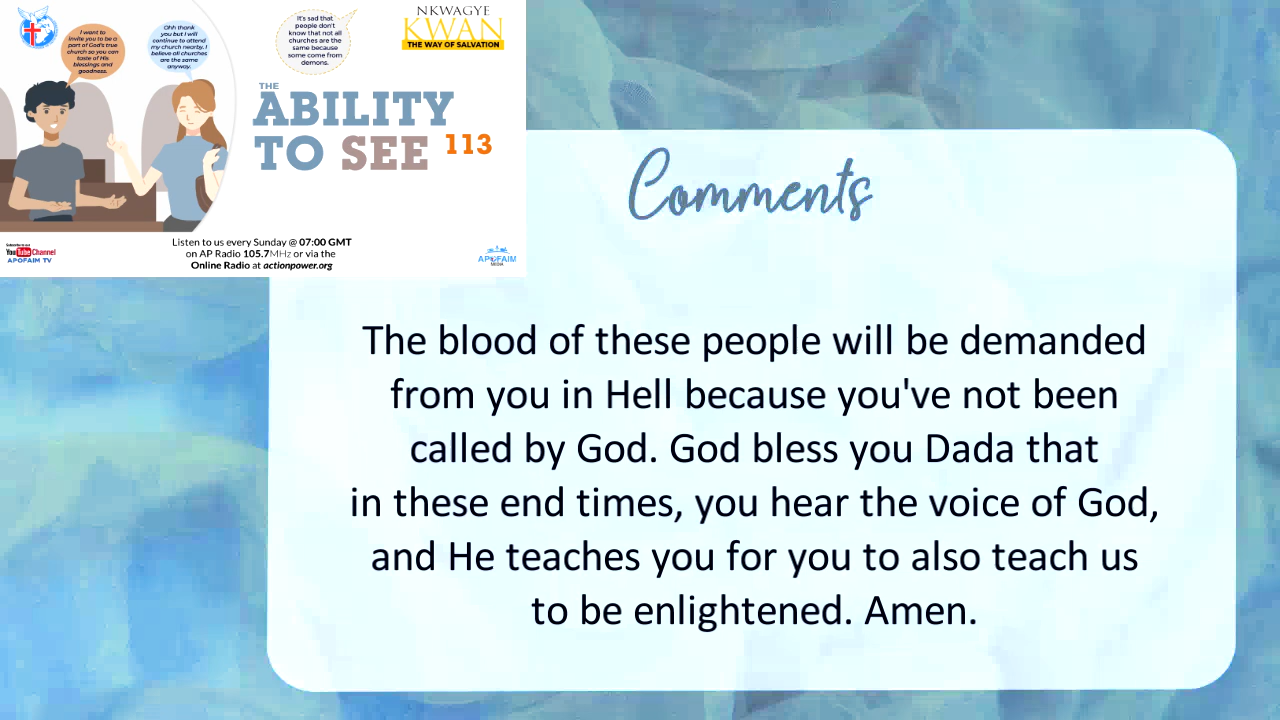 I want to
invite you to be a
part of God's true
church so you can
taste of His
blessings and
goodness.
Ohh thank
you but I will
continue to attend
my church nearby. I
believe all churches
are the same
anyway.
It's sad that
people don't
know that not all
churches are the
same because
some come from
demons.
NKWAGYE
KWAN
THE WAY OF SALVATION
THE
ABILITY
TO SEE 113
Subscribe to our
YouTube Channel
APOFAIM TV
Listen to us every Sunday @ 07:00 GMT
on AP Radio 105.7MHz or via the
Online Radio at actionpower.org
APOFAIM
MEDIA
Comments
The blood of these people will be demanded
from you in Hell because you've not been
called by God. God bless you Dada that
in these end times, you hear the voice of God,
and He teaches you for you to also teach us
to be enlightened. Amen.